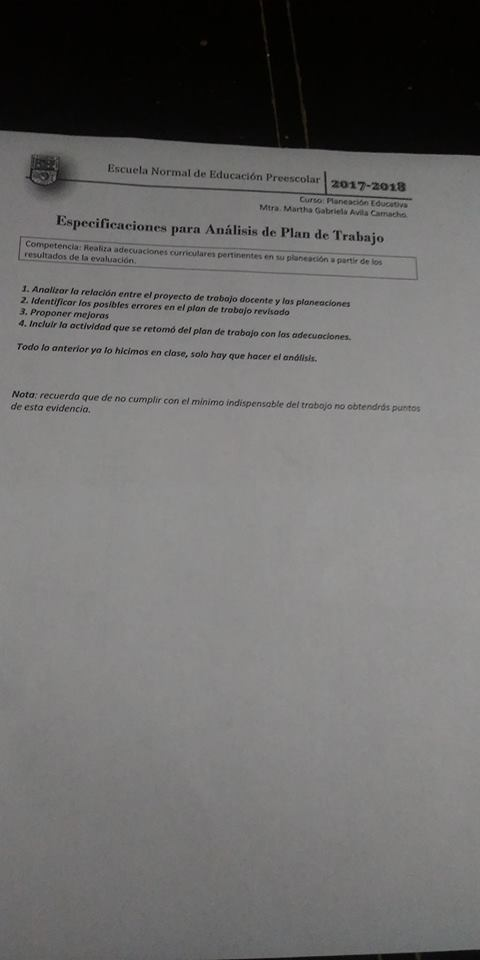 Escuela Normal de Educación Preescolar 2017-2018
Curso: Planeación Educativa
Mtra. Martha Gabriela Avila Camacho.
Especificaciones para Análisis de Plan de Trabajo
Competencia: Realiza adecuaciones curriculares pertinentes en su planeación a partir de los
resultados de la evaluación.
1. Analizar la relación entre el proyecto de trabajo docente y las planeaciones
2. Identificar los posibles errores en el plan de trabajo revisado
3. Proponer mejoras
4. Incluir la actividad que se retomó del plan de trabajo con las adecuaciones.
Todo lo anterior ya lo hicimos en clase, solo hay que hacer el análisis.
Nota: recuerda que de no cumplir con el mínimo indispensable del trabajo no obtendrás puntos
de esta evidencia.